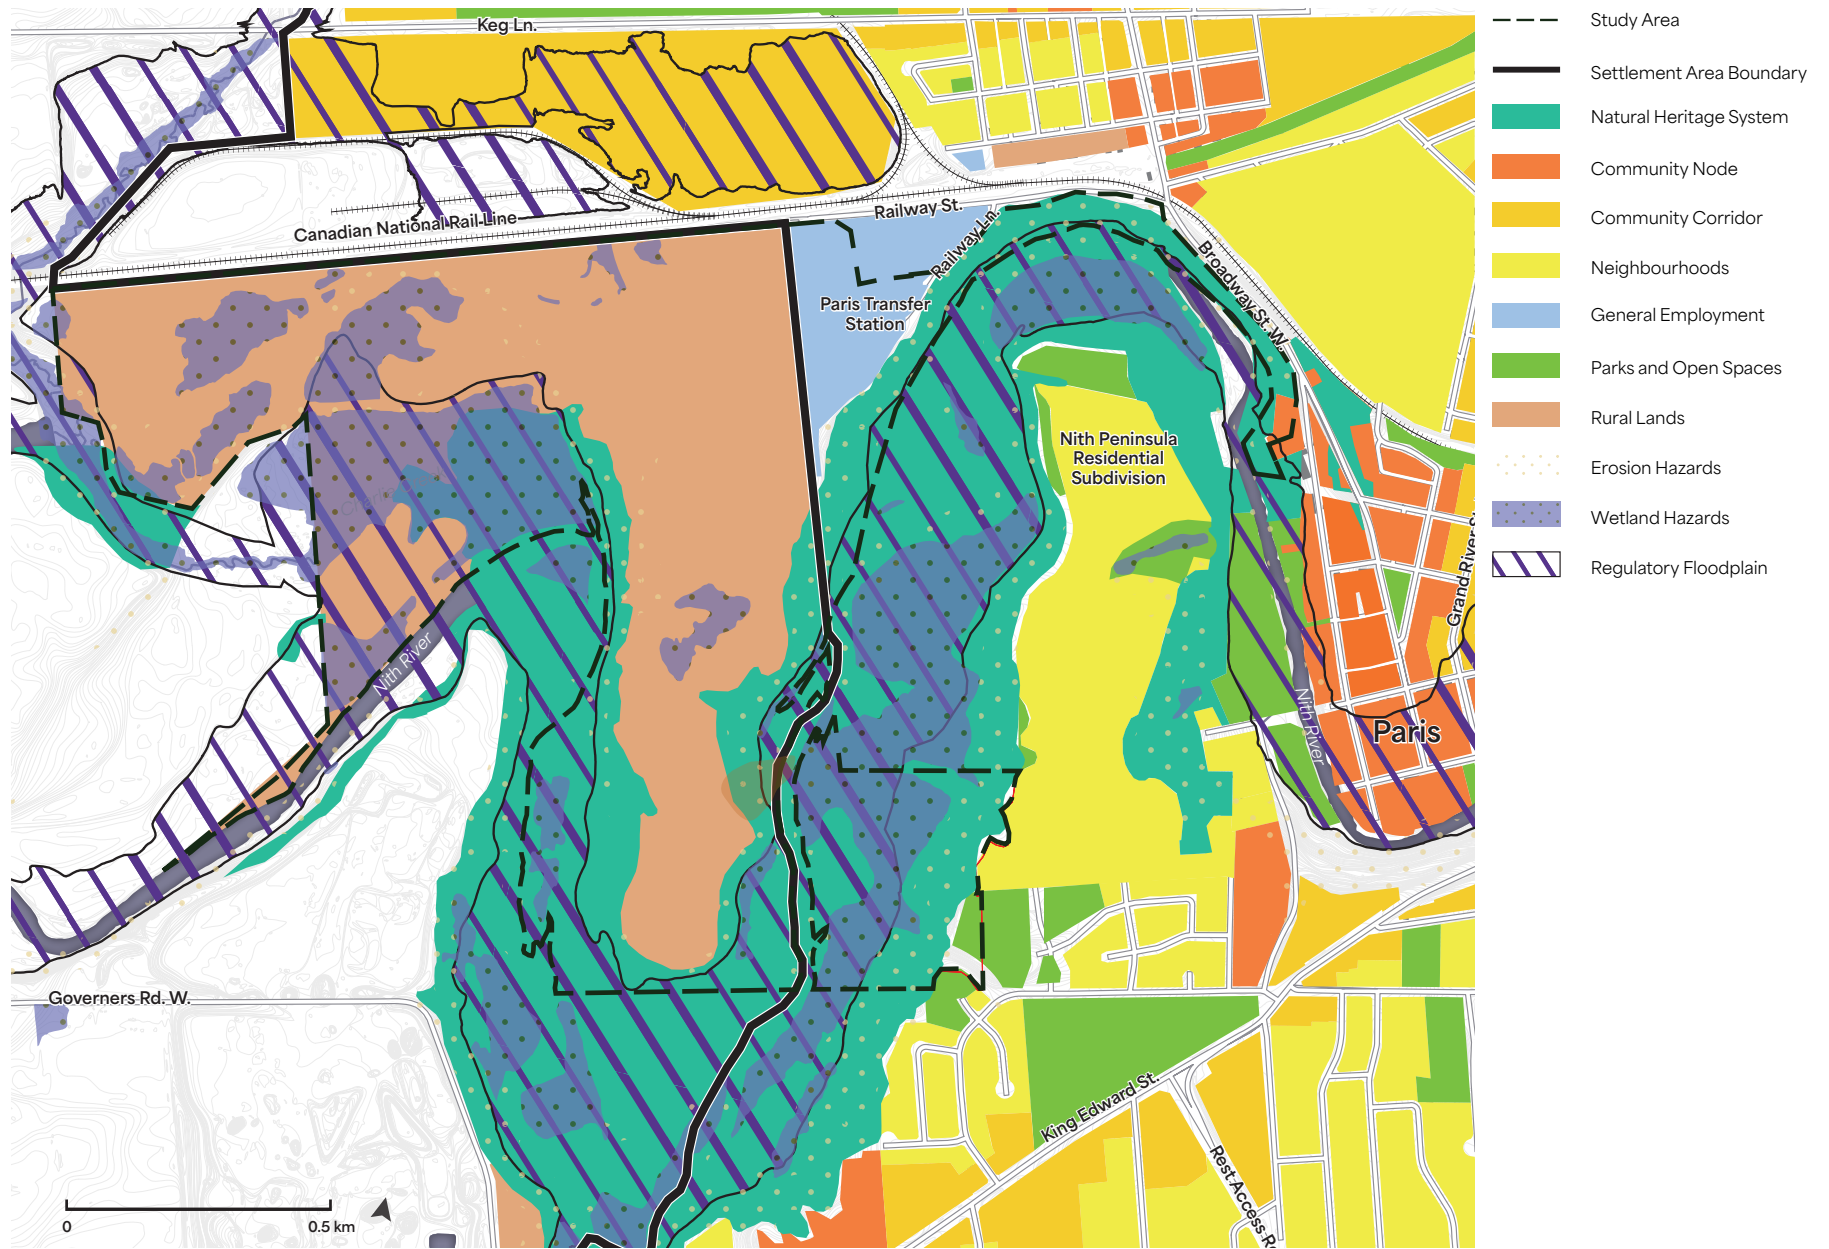 Keg Ln.
Canadian National Rail Line
Railway St.
Railway Ln.
Broadway St. W.
Paris Transfer
Station
Nith Peninsula
Residential
Subdivision
Nith River
Grand River S
Nith River
Paris
Governers Rd. W.
King Edward St.
Rest Access R
0
0.5 km
Study Area
Settlement Area Boundary
Natural Heritage System
Community Node
Community Corridor
Neighbourhoods
General Employment
Parks and Open Spaces
Rural Lands
Erosion Hazards
Wetland Hazards
Regulatory Floodplain